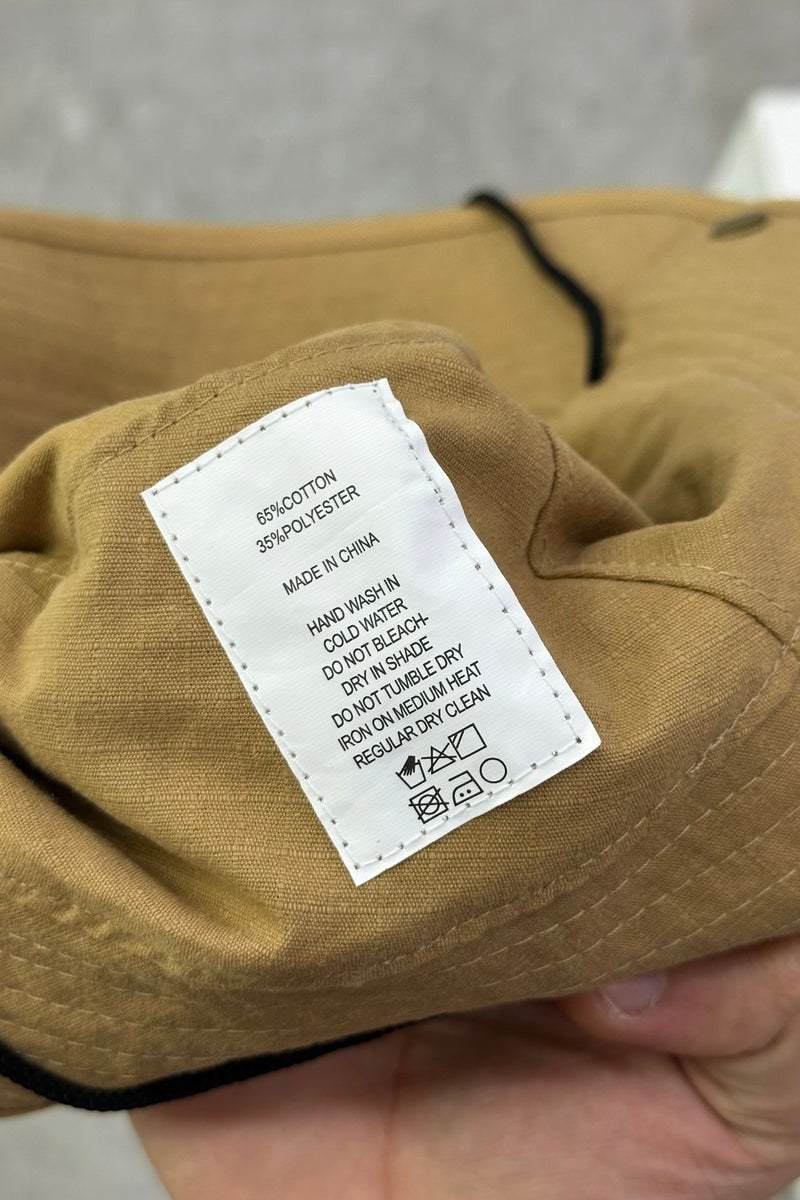 65%COTTON
35%POLYESTER
MADE IN CHINA
HAND WASH IN
COLD WATER
DO NOT BLEACH-
DRY IN SHADE
DO NOT TUMBLE DRY
IRON ON MEDIUM HEAT
REGULAR DRY CLEAN